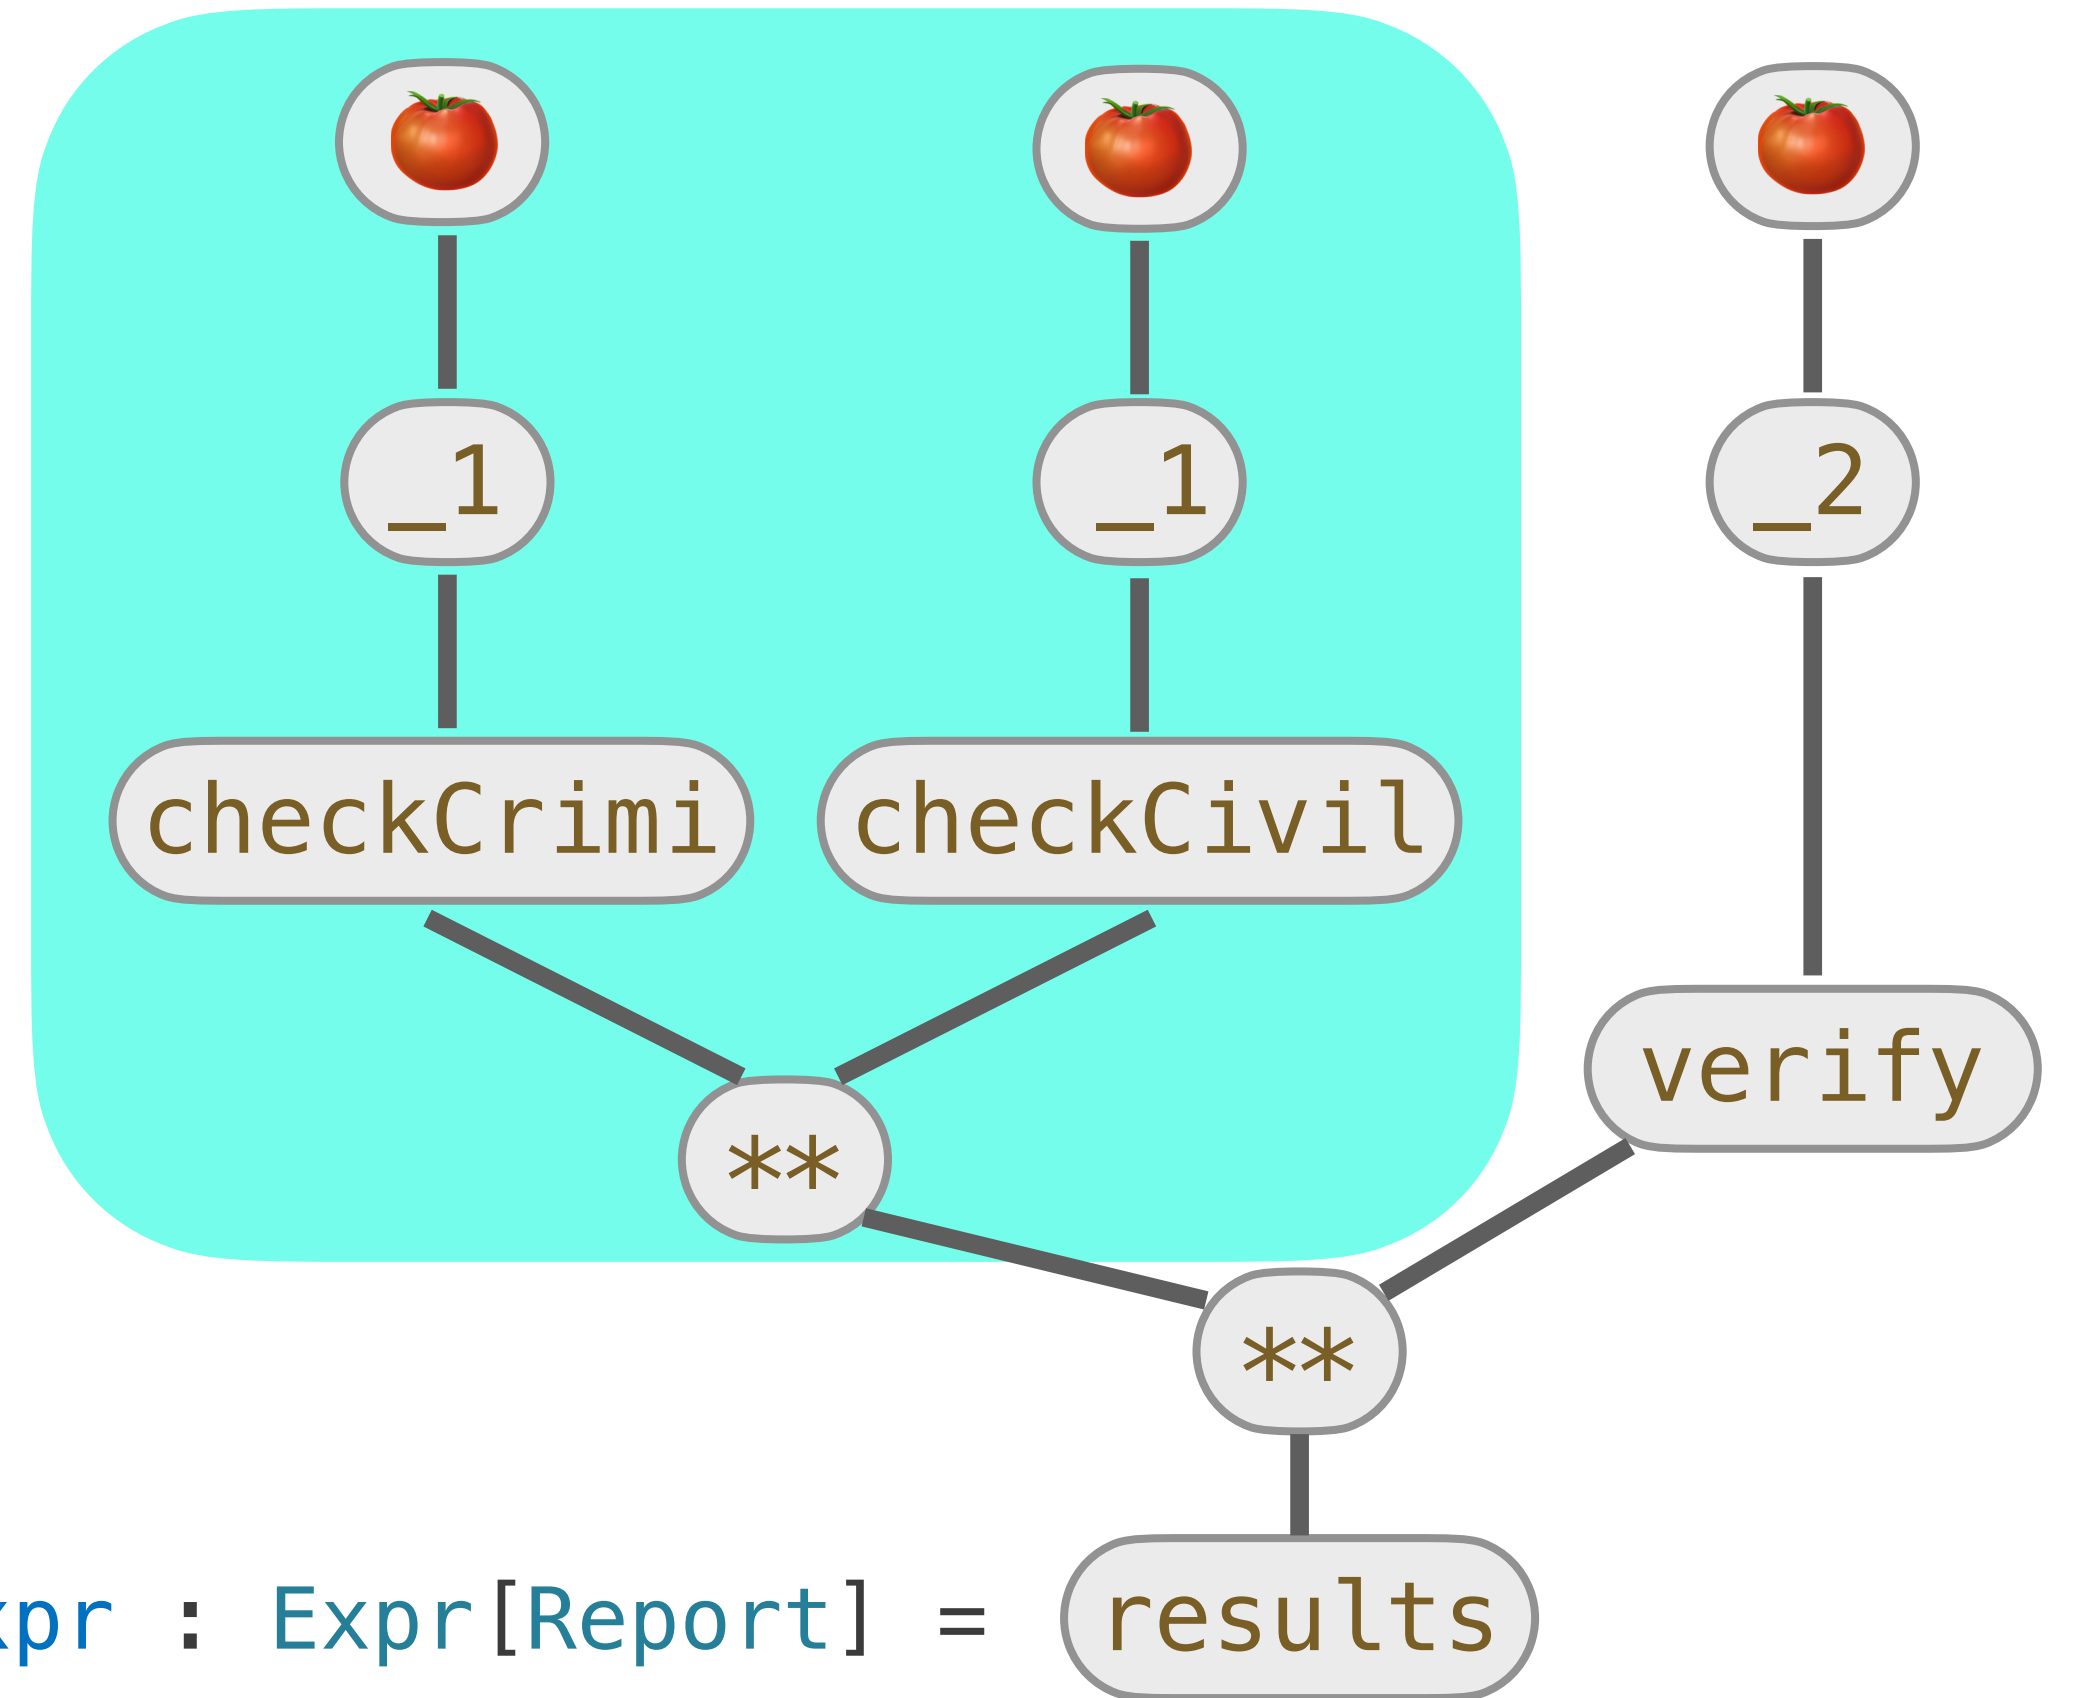 _1 _1 _2
checkCrimi checkCivil
verify
**
**
xpr : Expr[Report] = results